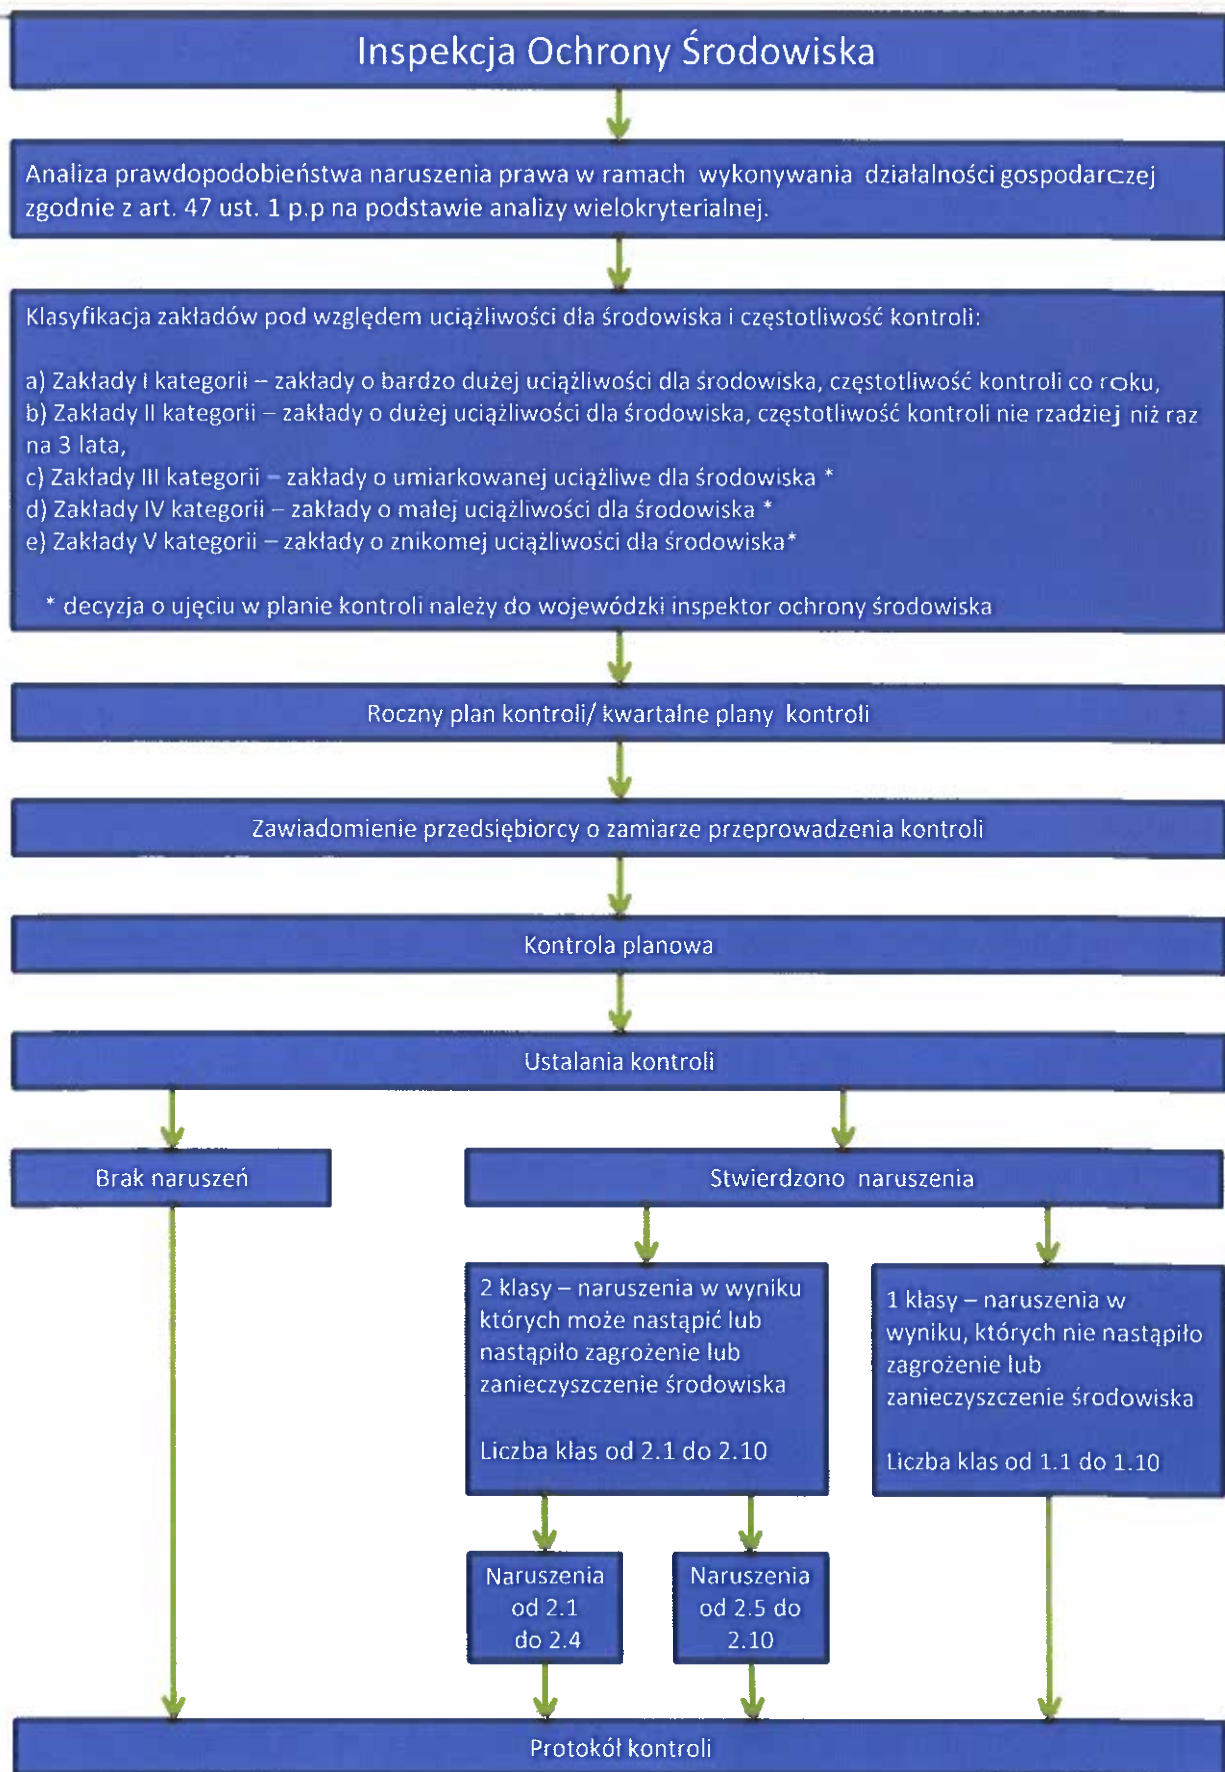 Inspekcja Ochrony Środowiska
Analiza prawdopodobieństwa naruszenia prawa w ramach wykonywania działalności gospodarczej
zgodnie z art. 47 ust. 1 p.p na podstawie analizy wielokryterialnej.
Klasyfikacja zakładów pod względem uciążliwości dla środowiska i częstotliwość kontroli:
a) Zakłady I kategorii – zakłady o bardzo dużej uciążliwości dla środowiska, częstotliwość kontroli co roku,
b) Zakłady II kategorii – zakłady o dużej uciążliwości dla środowiska, częstotliwość kontroli nie rzadziej niż raz
na 3 lata,
c) Zakłady III kategorii – zakłady o umiarkowanej uciążliwe dla środowiska *
d) Zakłady IV kategorii – zakłady o małej uciążliwości dla środowiska *
e) Zakłady V kategorii – zakłady o znikomej uciążliwości dla środowiska*
* decyzja o ujęciu w planie kontroli należy do wojewódzki inspektor ochrony środowiska
Roczny plan kontroli/ kwartalne plany kontroli
Zawiadomienie przedsiębiorcy o zamiarze przeprowadzenia kontroli
Kontrola planowa
Ustalania kontroli
Brak naruszeń
Stwierdzono naruszenia
2 klasy – naruszenia w wyniku
których może nastąpić lub
nastąpiło zagrożenie lub
zanieczyszczenie środowiska
Liczba klas od 2.1 do 2.10
1 klasy – naruszenia w
wyniku, których nie nastąpiło
zagrożenie lub
zanieczyszczenie środowiska
Liczba klas od 1.1 do 1.10
Naruszenia
od 2.1
do 2.4
Naruszenia
od 2.5 do
2.10
Protokół kontroli